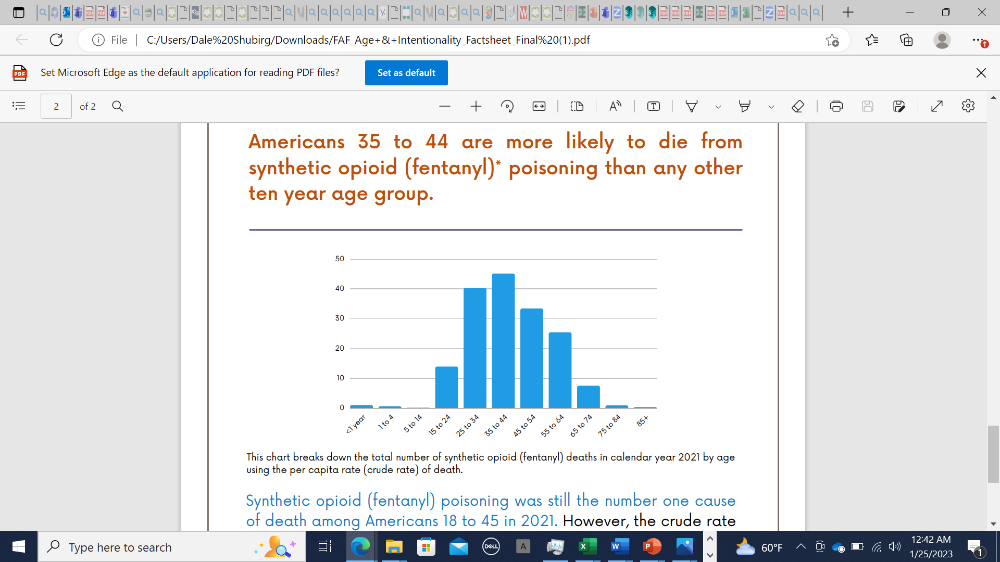 File
C:/Users/Dale%20Shubirg/Downloads/FAF_Age+&+Intentionality_Factsheet_Final%20(1).pdf
Set Microsoft Edge as the default application for reading PDF files?
Set as default
2 of 2
Americans 35 to 44 are more likely to die from
synthetic opioid (fentanyl)* poisoning than any other
ten year age group.
50
40
30
20
10
0
<1 year
1 to 4
5 to 14
15 to 24
25 to 34
35 to 44
45 to 54
55 to 64
65 to 74
75 to 84
85+
This chart breaks down the total number of synthetic opioid (fentanyl) deaths in calendar year 2021 by age
using the per capita rate (crude rate) of death.
Synthetic opioid (fentanyl) poisoning was still the number one cause
of death among Americans 18 to 45 in 2021. However, the crude rate
Type here to search
DELL
A
60°F
12:42 AM
1/25/2023
1